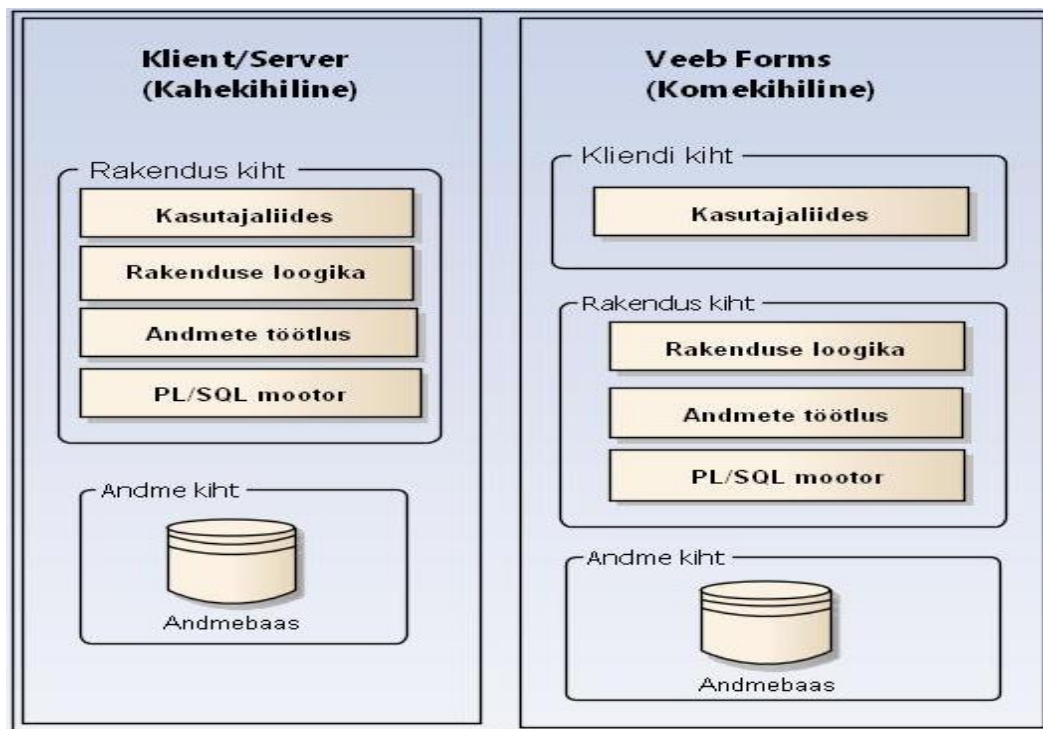 Klient/Server
(Kahekihiline)
Rakendus kiht
Kasutajaliides
Rakenduse loogika
Andmete töötlus
PL/SQL mootor
Andme kiht
Andmebaas
Veeb Forms
(Komekihiline)
Kliendi kiht
Kasutajaliides
Rakendus kiht
Rakenduse loogika
Andmete töötlus
PL/SQL mootor
Andme kiht
Andmebaas